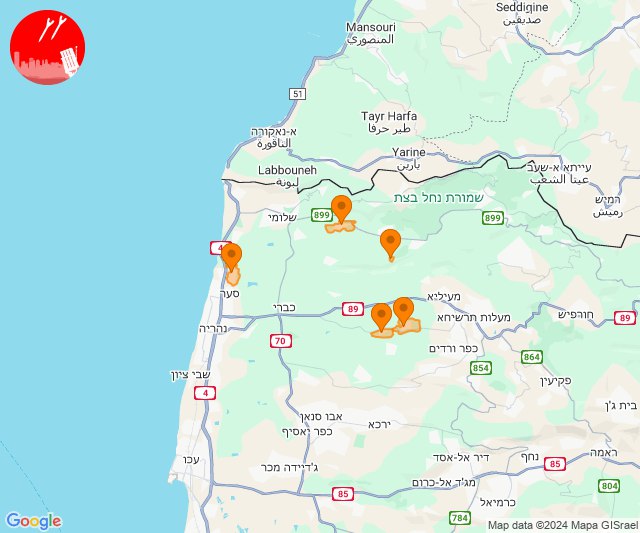 Seddigine
صديقين
Mansouri
المنصوري
51
Tayr Harfa
طير حرفا
א-נאקורה
الناقورة
Yarine
يارين
Labbouneh
لبونة
עייתא א-שעב
عيتا الشعب
רמיש
רמיש
رميش
שמורת נחל בצת
899
שלומי
899
4
סער
מעיליא
89
כברי
מעלות תרשיחא
חורפיש
89
נהריה
70
כפר ורדים
854
שבי ציון
פקיעין
4
בית ג'ן
אבו סנאן
ירכא
כפר יאסיף
ראמה
נחף
דיר אל-אסד
עכו
85
ג'דיידה מכר
מג'ד אל-כרום
804
85
כרמיאל
784
Google
Map data ©2024 Mapa GISrael